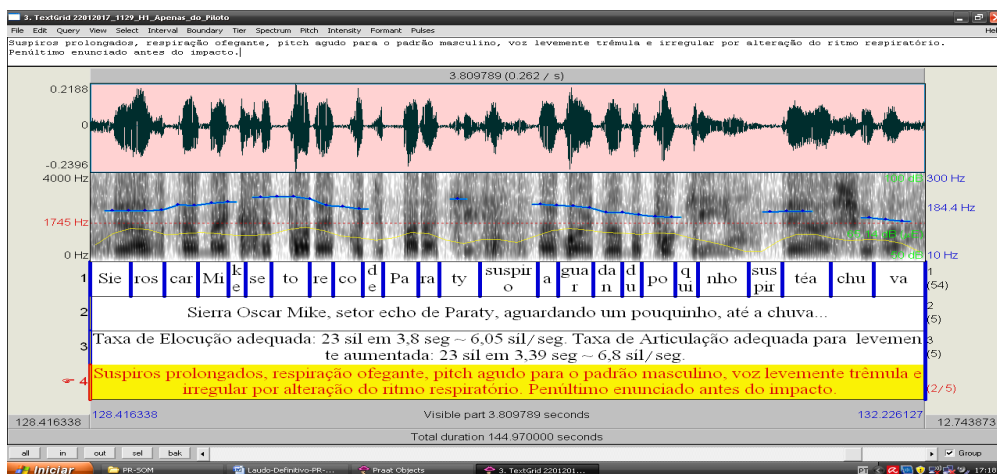 3. TextGrid 22012017_1129_H1_Apenas_do_Piloto
File Edit Query View Select Interval Boundary Tier Spectrum Pitch Intensity Formant Pulses Hel
Suspiros prolongados, respiração ofegante, pitch agudo para o padrão masculino, voz levemente trêmula e irregular por alteração do ritmo respiratório.
Penúltimo enunciado antes do impacto.
3.809789 (0.262 / s)
0.2188
0
-0.2396
4000 Hz 300 Hz
1745 Hz 184.4 Hz
0 Hz 10 Hz
1 Sie ros car Mi ke se to re co de Pa ra ty suspiro a guar dan du po qui nho suspir téa chu va 1 (54)
2 Sierra Oscar Mike, setor echo de Paraty, aguardando um pouquinho, até a chuva... 2 (5)
3 Taxa de Elocução adequada: 23 síl em 3,8 seg ~ 6,05 síl/seg. Taxa de Articulação adequada para levemen 3
te aumentada: 23 síl em 3,39 seg ~ 6,8 síl/seg. (5)
4 Suspiros prolongados, respiração ofegante, pitch agudo para o padrão masculino, voz levemente trêmula e
irregular por alteração do ritmo respiratório. Penúltimo enunciado antes do impacto. (2/5)
128.416338 128.416338 Visible part 3.809789 seconds 132.226127 12.743873
Total duration 144.970000 seconds
all in out sel bak Group
Iniciar PR-SOM Laudo-Definitivo-PR-... Praat Objects 3. TextGrid 2201201... 17:18